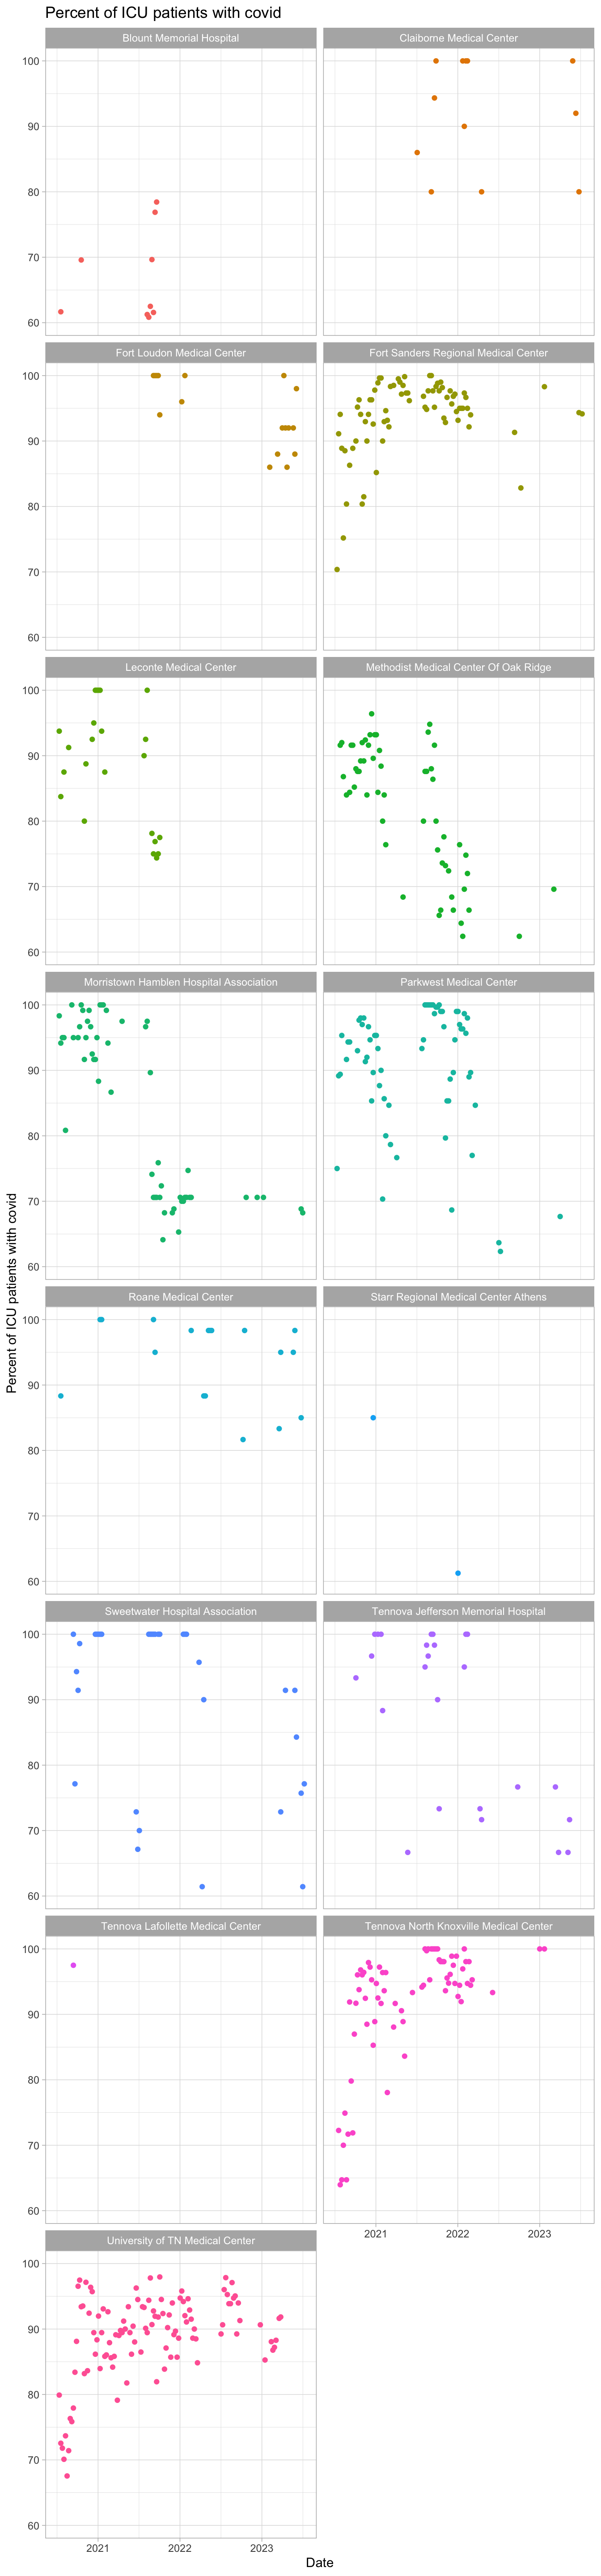 Percent of ICU patients with covid
Blount Memorial Hospital
Claiborne Medical Center
100
90
80
70
60
Fort Loudon Medical Center
Fort Sanders Regional Medical Center
100
90
80
70
60
Leconte Medical Center
Methodist Medical Center Of Oak Ridge
100
90
80
70
60
Morristown Hamblen Hospital Association
Parkwest Medical Center
100
90
80
70
60
Percent of ICU patients witth covid
Roane Medical Center
Starr Regional Medical Center Athens
100
90
80
70
60
Sweetwater Hospital Association
Tennova Jefferson Memorial Hospital
100
90
80
70
60
Tennova Lafollette Medical Center
Tennova North Knoxville Medical Center
100
90
80
70
60
2021
2022
2023
University of TN Medical Center
100
90
80
70
60
2021
2022
2023
Date